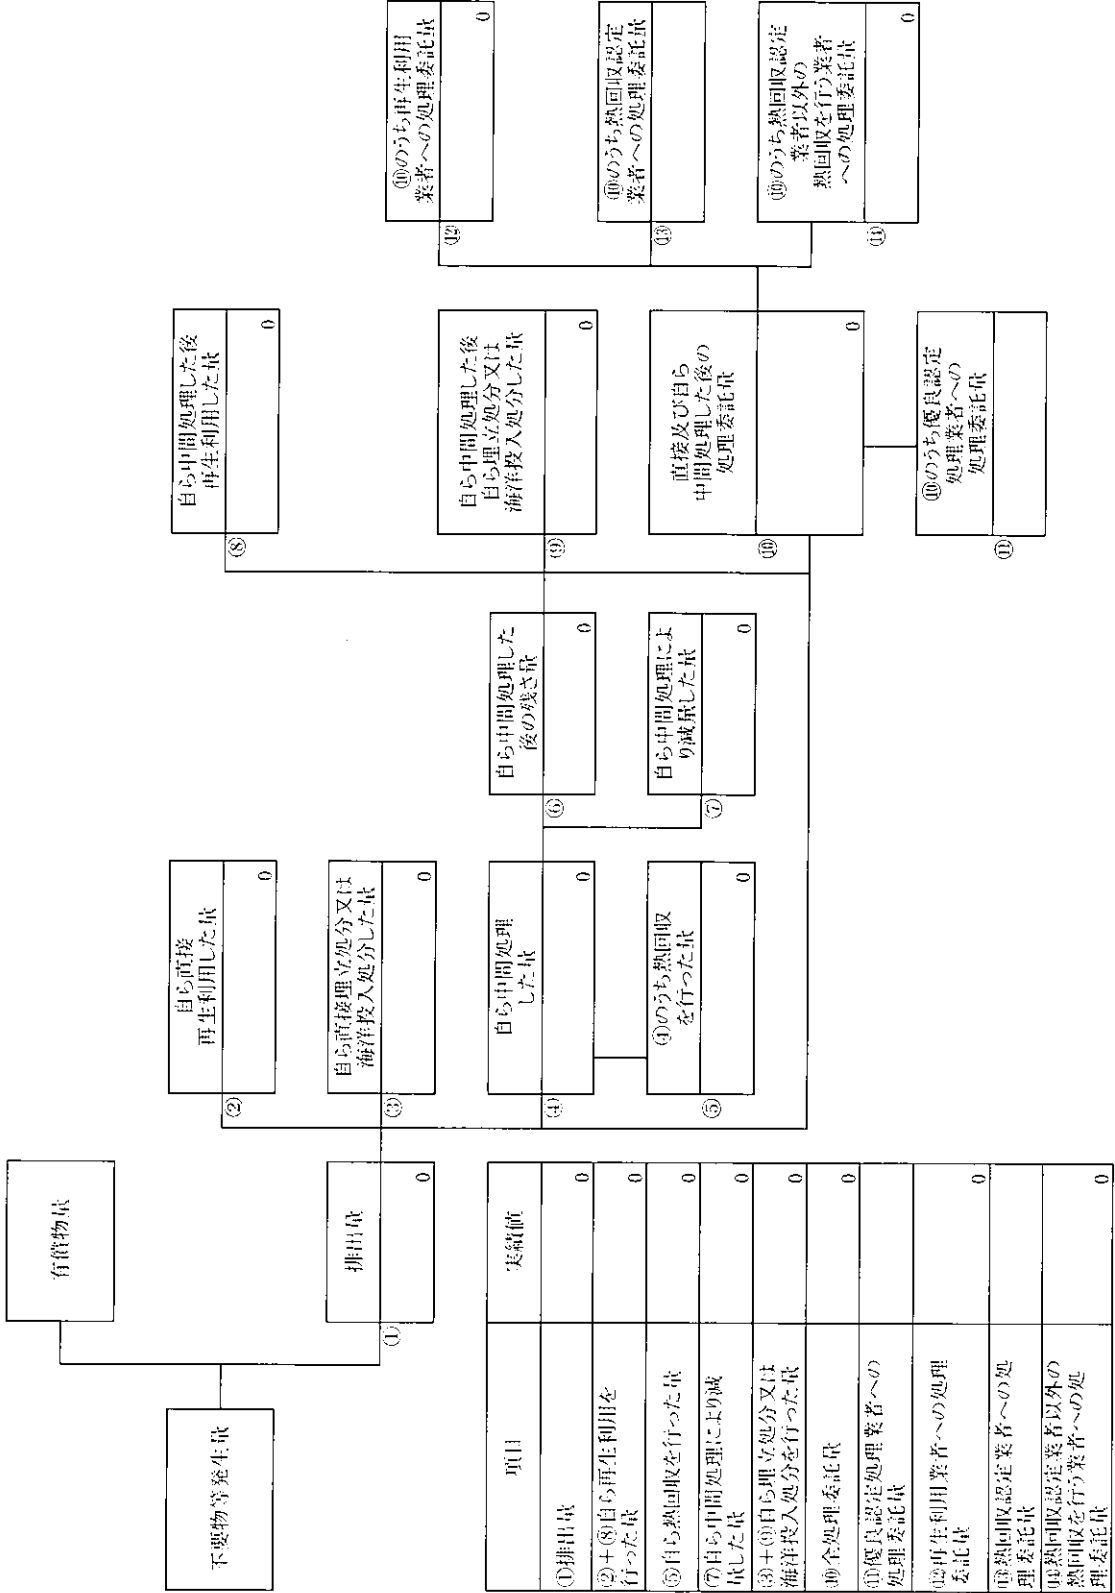 不要物等発生量
有償物量
排出量
①
0
自ら直接
再生利用した量
②
0
自ら直接埋立処分又は
海洋投入処分した量
③
0
自ら中間処理
した量
④
0
④のうち熱回収
を行った量
⑤
0
自ら中間処理した
後の残さ量
⑥
0
自ら中間処理によ
り減量した量
⑦
0
自ら中間処理した後
再生利用した量
⑧
0
自ら中間処理した後
自ら埋立処分又は
海洋投入処分した量
⑨
0
直接及び自ら
中間処理した後の
処理委託量
⑩
0
⑩のうち優良認定
処理業者への
処理委託量
⑪
⑩のうち再生利用
業者への処理委託量
⑫
0
⑩のうち熱回収認定
業者への処理委託量
⑬
⑩のうち熱回収認定
業者以外の
熱回収を行う業者
への処理委託量
⑭
0
項目 実績値
①排出量 0
②+⑧自ら再生利用を
行った量 0
⑤自ら熱回収を行った量 0
⑦自ら中間処理により減
量した量 0
③+⑨自ら埋立処分又は
海洋投入処分を行った量 0
⑩全処理委託量 0
⑪優良認定処理業者への
処理委託量
⑫再生利用業者への処理
委託量 0
⑬熱回収認定業者への処
理委託量
⑭熱回収認定業者以外の
熱回収を行う業者への処
理委託量 0